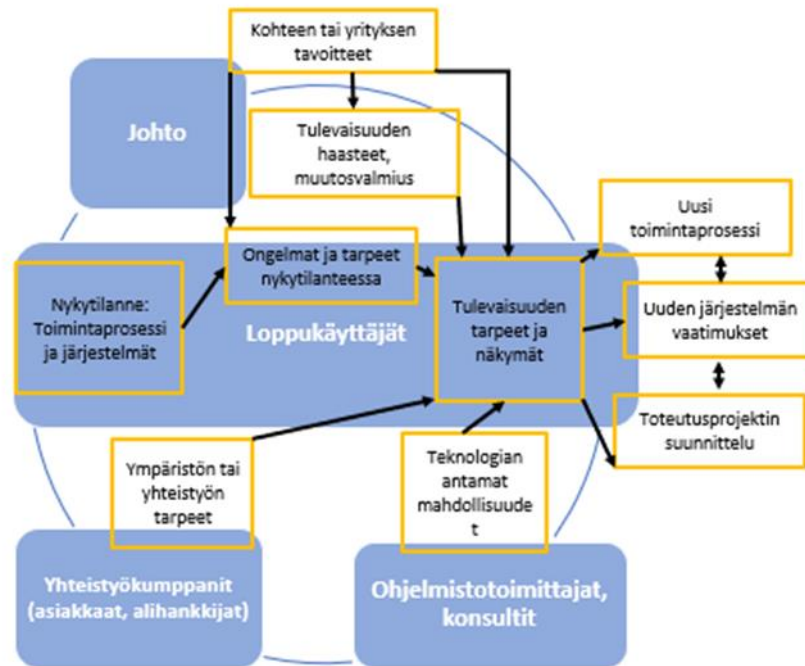 Kohteen tai yrityksen
tavoitteet
Johto
Tulevaisuuden
haasteet,
muutosvalmius
Uusi
toimintaprosessi
Ongelmat ja tarpeet
nykytilanteessa
Nykytilanne:
Toimintaprosessi
ja järjestelmät
Loppukäyttäjät
Tulevaisuuden
tarpeet ja
näkymät
Uuden järjestelmän
vaatimukset
Toteutusprojektin
suunnittelu
Ympäristön tai
yhteistyön
tarpeet
Teknologian
antamat
mahdollisuude
t
Yhteistyökumppanit
(asiakkaat, alihankkijat)
Ohjelmistotoimittajat,
konsultit